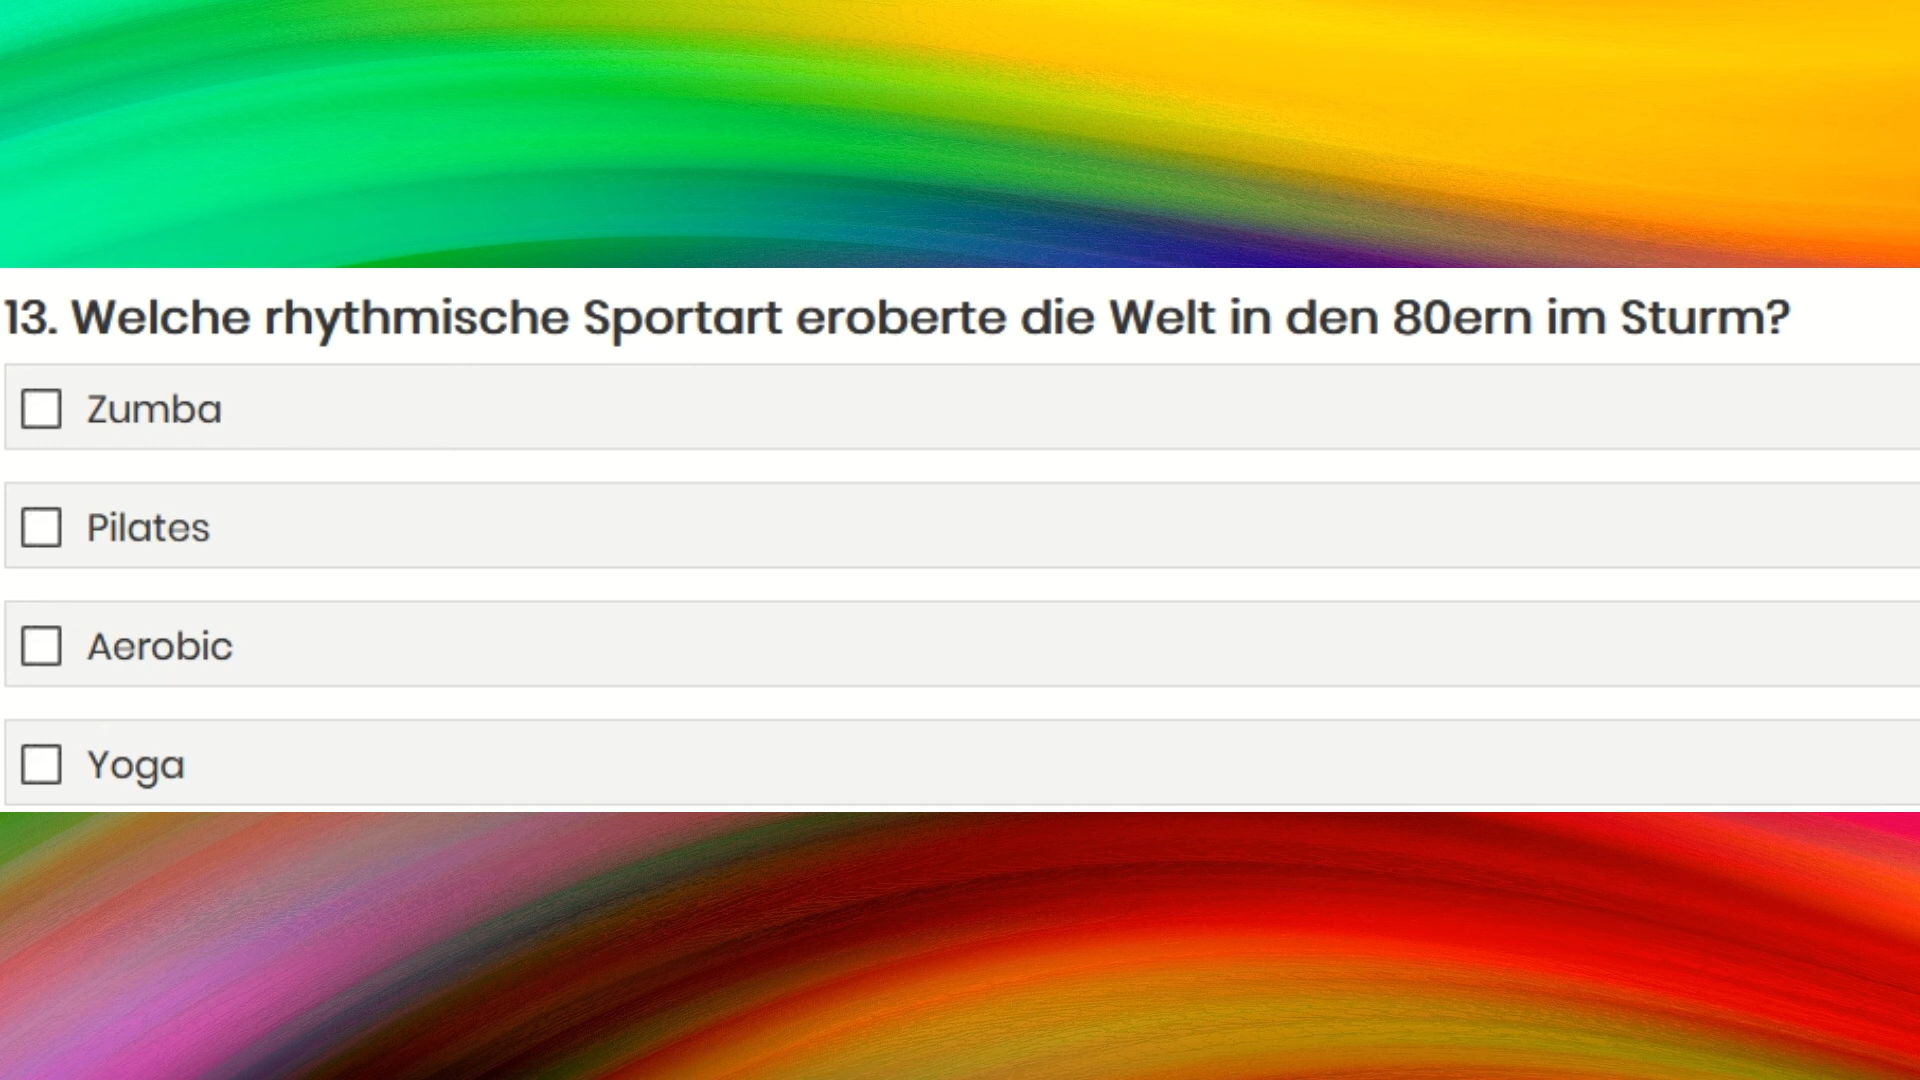 13. Welche rhythmische Sportart eroberte die Welt in den 80ern im Sturm?
Zumba
Pilates
Aerobic
Yoga